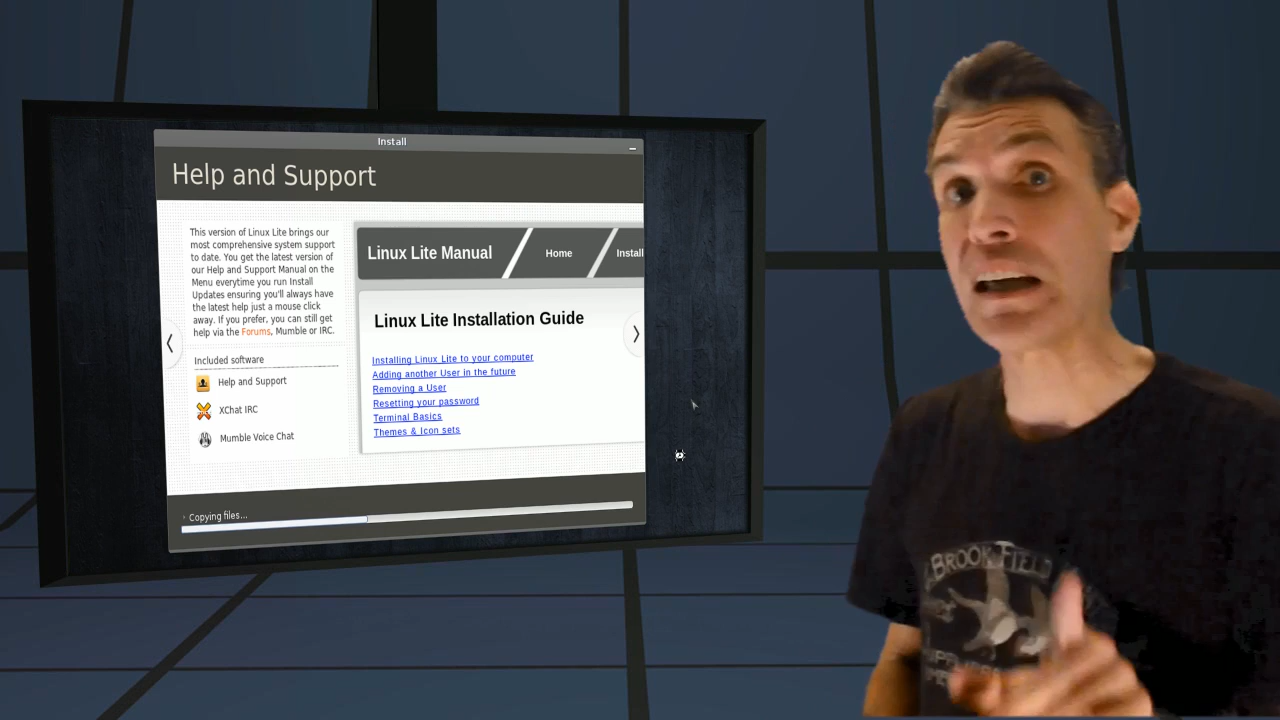 Install
Help and Support
This version of Linux Lite brings our
most comprehensive system support
to date. You get the latest version of
our Help and Support Manual on the
Menu everytime you run Install
Updates ensuring you'll always have
the latest help just a mouse click
away. If you prefer, you can still get
help via the Forums, Mumble or IRC.
Included software
Help and Support
XChat IRC
Mumble Voice Chat
Linux Lite Manual
Home
Install
Linux Lite Installation Guide
Installing Linux Lite to your computer
Adding another User in the future
Removing a User
Resetting your password
Terminal Basics
Themes & Icon sets
Copying files...
BROOK FIELD